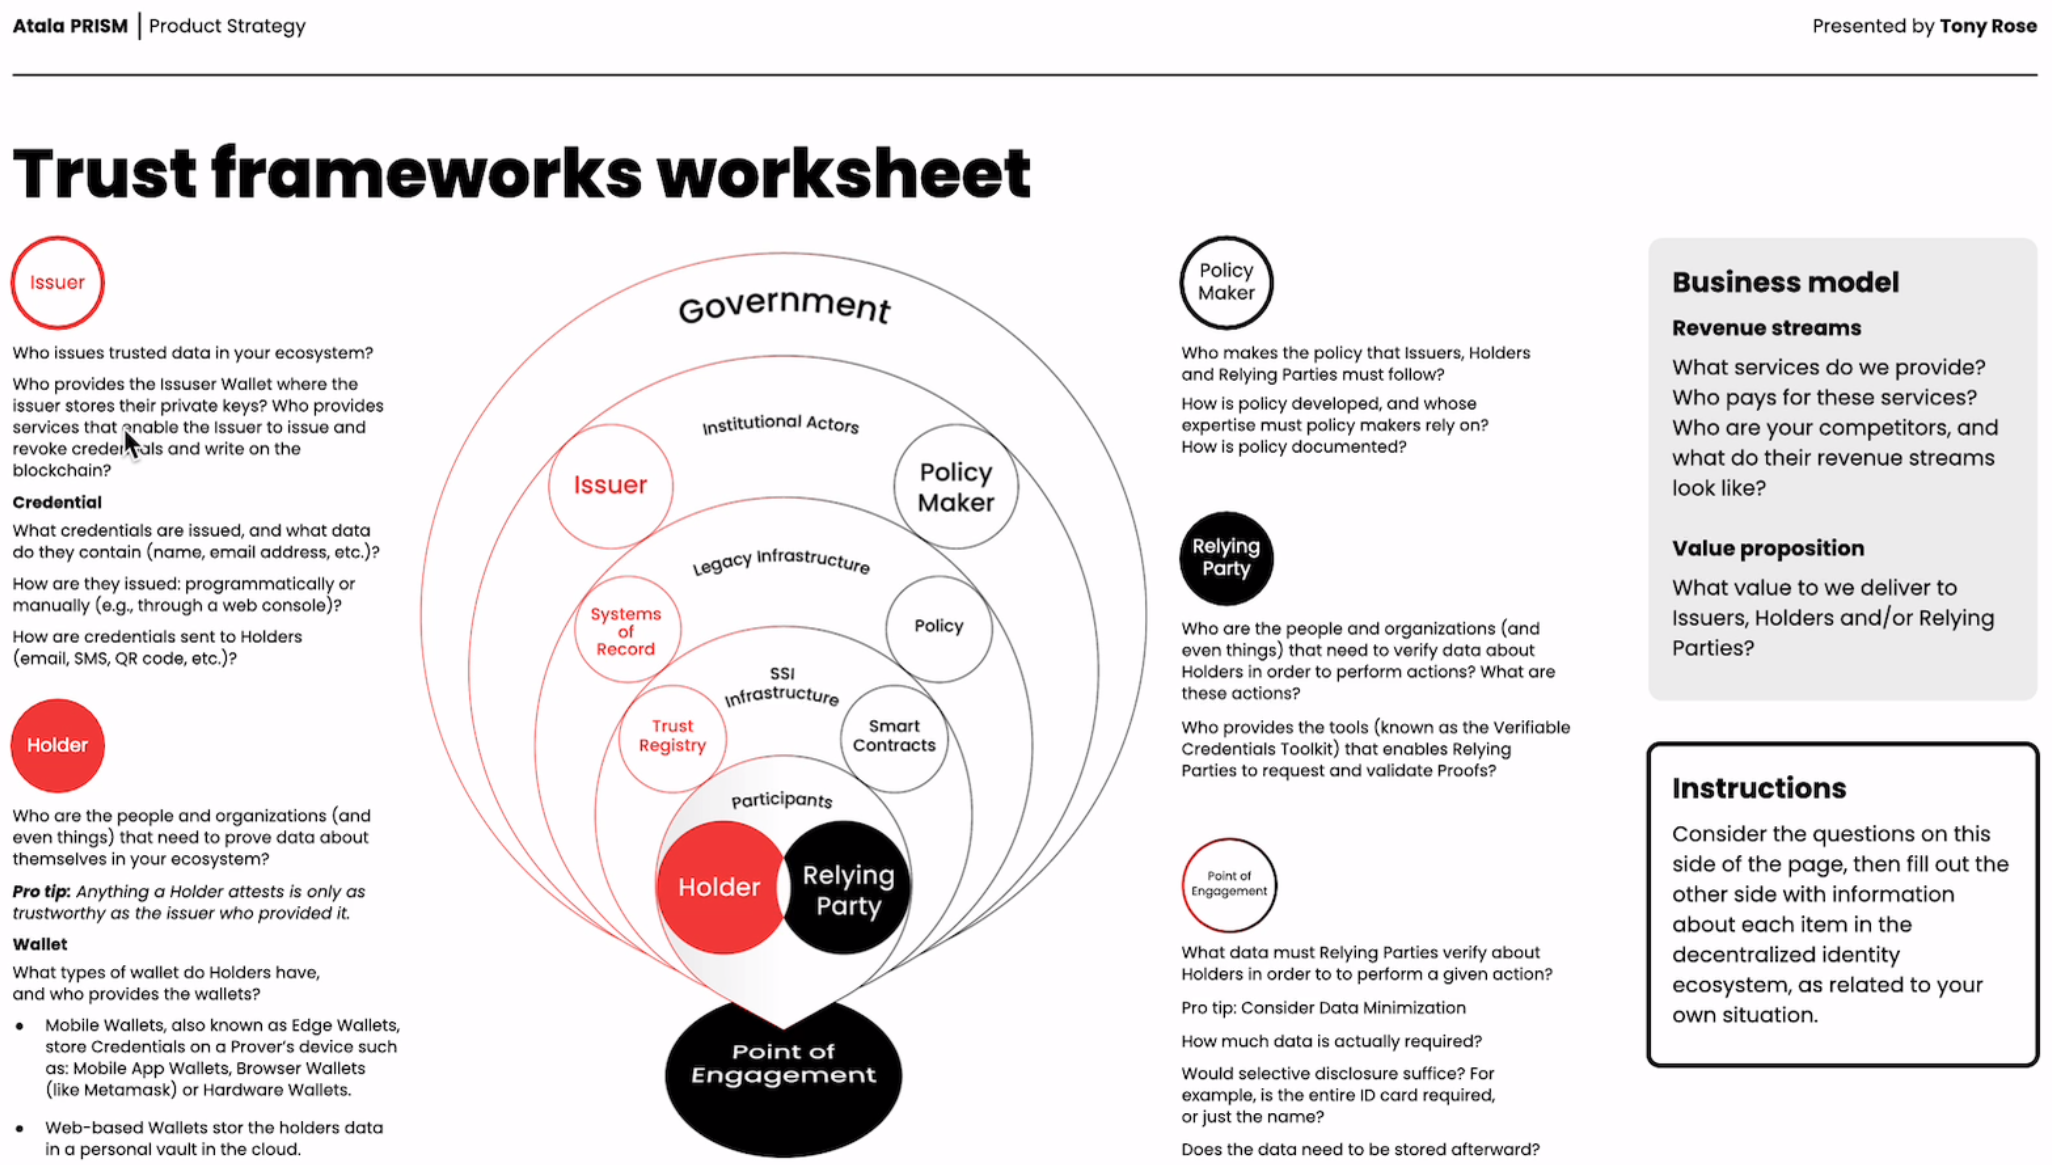 Atala PRISM | Product Strategy
Presented by Tony Rose
Trust frameworks worksheet
Issuer
Who issues trusted data in your ecosystem?
Who provides the Issuser Wallet where the
issuer stores their private keys? Who provides
services that enable the Issuer to issue and
revoke credentials and write on the
blockchain?
Credential
What credentials are issued, and what data
do they contain (name, email address, etc.)?
How are they issued: programmatically or
manually (e.g., through a web console)?
How are credentials sent to Holders
(email, SMS, QR code, etc.)?
Holder
Who are the people and organizations (and
even things) that need to prove data about
themselves in your ecosystem?
Pro tip: Anything a Holder attests is only as
trustworthy as the issuer who provided it.
Wallet
What types of wallet do Holders have,
and who provides the wallets?
• Mobile Wallets, also known as Edge Wallets,
store Credentials on a Prover's device such
as: Mobile App Wallets, Browser Wallets
(like Metamask) or Hardware Wallets.
• Web-based Wallets stor the holders data
in a personal vault in the cloud.
Government
Institutional Actors
Issuer
Policy
Maker
Legacy Infrastructure
Systems
of
Record
Policy
SSI
Infrastructure
Trust
Registry
Smart
Contracts
Participants
Holder
Relying
Party
Point of
Engagement
Policy
Maker
Who makes the policy that Issuers, Holders
and Relying Parties must follow?
How is policy developed, and whose
expertise must policy makers rely on?
How is policy documented?
Relying
Party
Who are the people and organizations (and
even things) that need to verify data about
Holders in order to perform actions? What are
these actions?
Who provides the tools (known as the Verifiable
Credentials Toolkit) that enables Relying
Parties to request and validate Proofs?
Point of
Engagement
What data must Relying Parties verify about
Holders in order to to perform a given action?
Pro tip: Consider Data Minimization
How much data is actually required?
Would selective disclosure suffice? For
example, is the entire ID card required,
or just the name?
Does the data need to be stored afterward?
Business model
Revenue streams
What services do we provide?
Who pays for these services?
Who are your competitors, and
what do their revenue streams
look like?
Value proposition
What value to we deliver to
Issuers, Holders and/or Relying
Parties?
Instructions
Consider the questions on this
side of the page, then fill out the
other side with information
about each item in the
decentralized identity
ecosystem, as related to your
own situation.